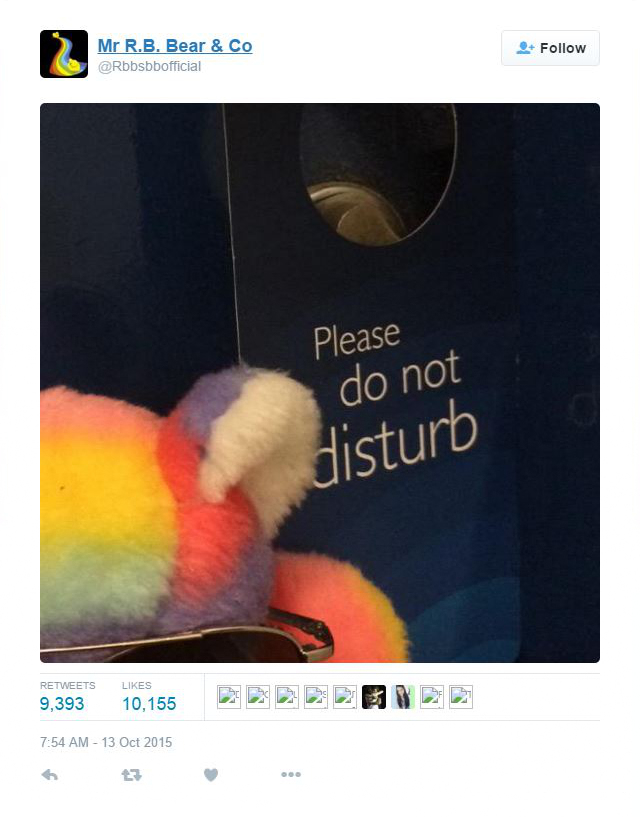 Mr R.B. Bear & Co
@Rbbsbbofficial
Follow
Please
do not
disturb
RETWEETS LIKES
9,393 10,155
7:54 AM - 13 Oct 2015